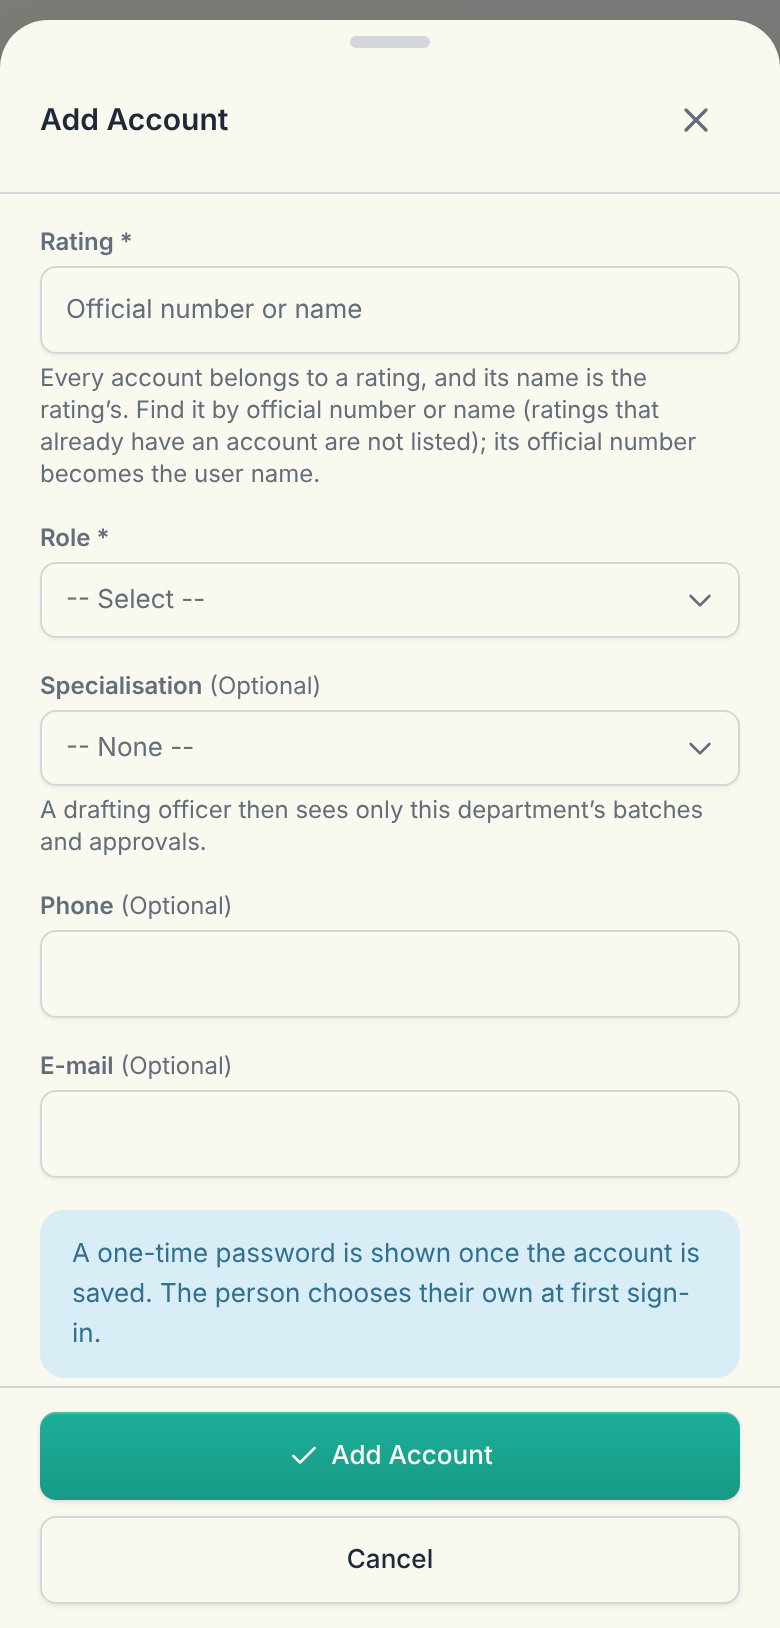 Add Account
Rating *
Official number or name
Every account belongs to a rating, and its name is the
rating’s. Find it by official number or name (ratings that
already have an account are not listed); its official number
becomes the user name.
Role *
-- Select --
Specialisation (Optional)
-- None --
A drafting officer then sees only this department’s batches
and approvals.
Phone (Optional)
E-mail (Optional)
A one-time password is shown once the account is
saved. The person chooses their own at first sign-
in.
Add Account
Cancel